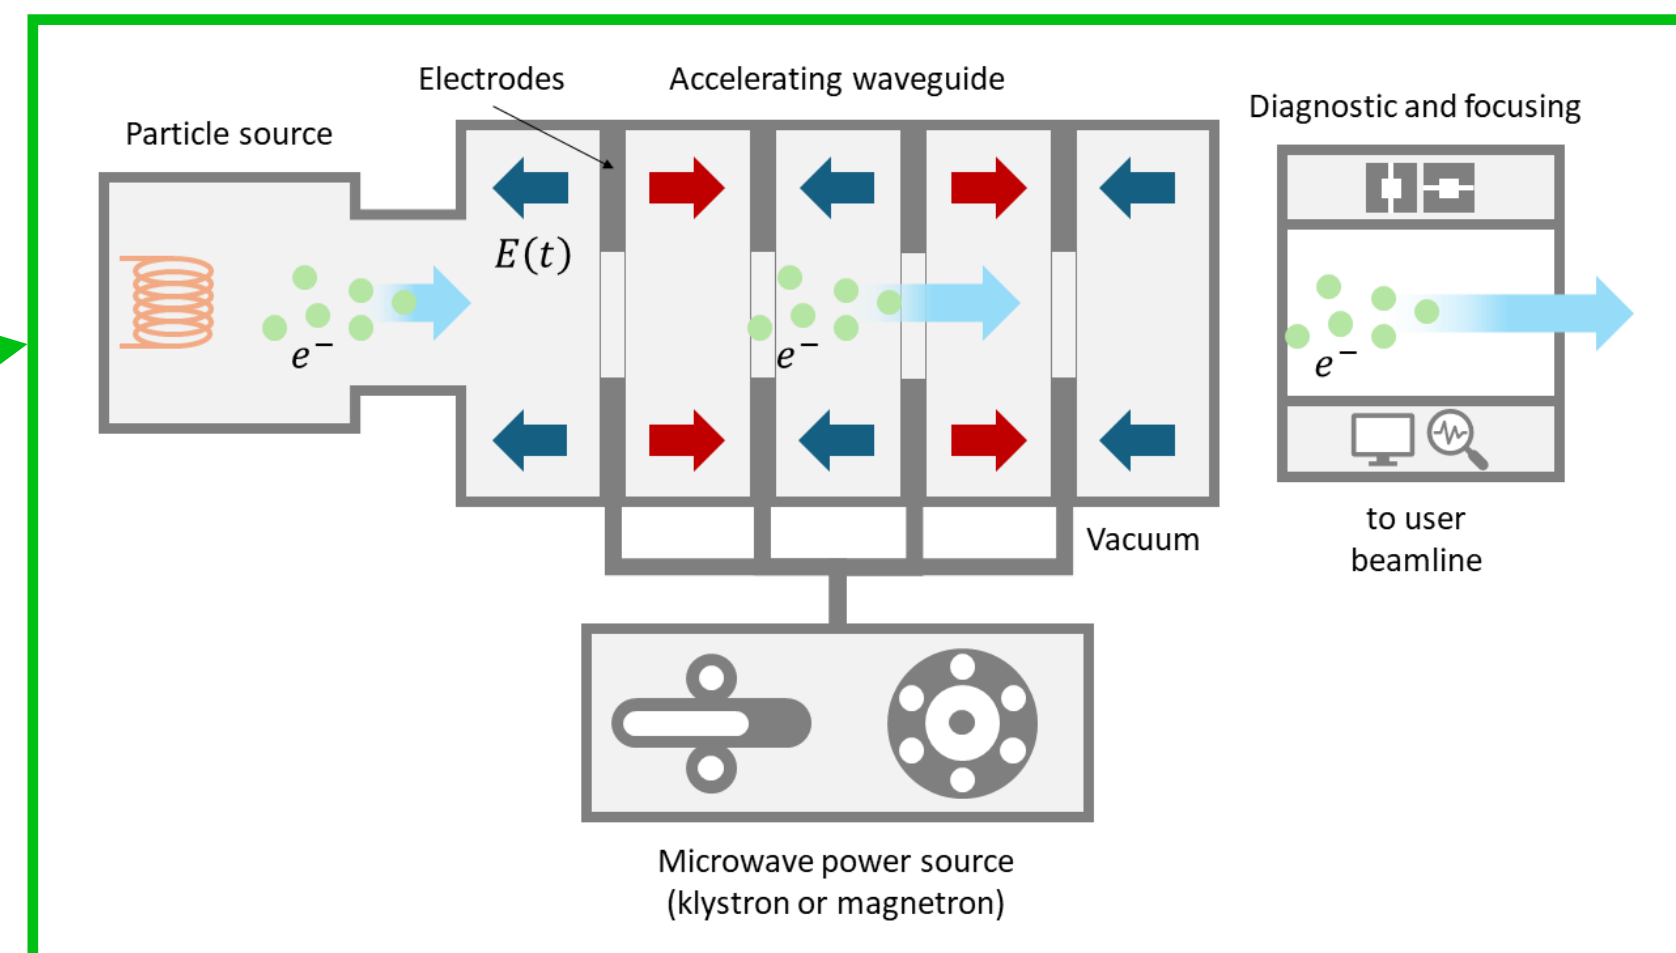 Electrodes
Accelerating waveguide
Diagnostic and focusing
Particle source
E(t)
e⁻
e⁻
e⁻
Vacuum
to user
beamline
Microwave power source
(klystron or magnetron)